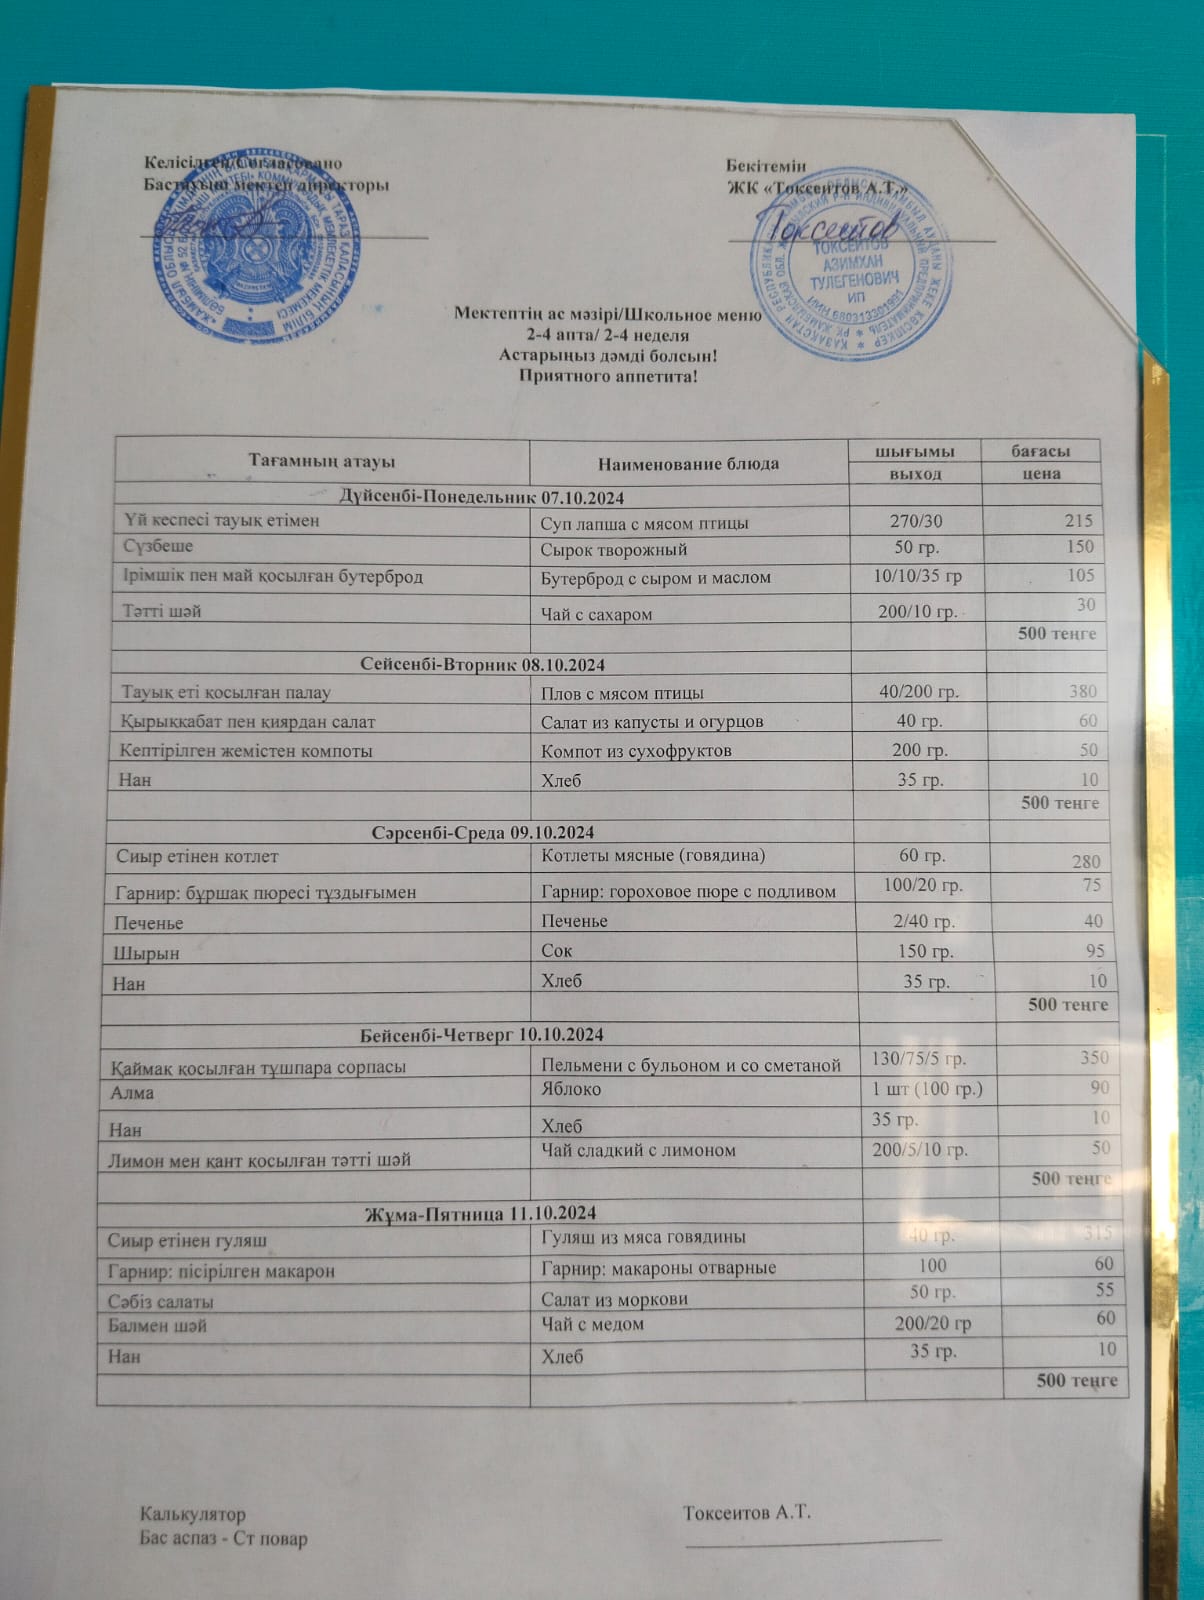 Келісілген/Согласовано
Бастауыш мектеп директоры
Бекітемін
ЖК «Токсеитов А.Т.»
Токсеитов
ТОКСЕИТОВ
АЗИМХАН
ТУЛЕГЕНОВИЧ
ИП
Мектептің ас мәзірі/Школьное меню
2-4 апта/ 2-4 неделя
Астарыңыз дәмді болсын!
Приятного аппетита!
Тағамның атауы Наименование блюда шығымы бағасы
выход цена
Дүйсенбі-Понедельник 07.10.2024
Үй кеспесі тауық етімен Суп лапша с мясом птицы 270/30 215
Сүзбеше Сырок творожный 50 гр. 150
Ірімшік пен май қосылған бутерброд Бутерброд с сыром и маслом 10/10/35 гр 105
Тәтті шәй Чай с сахаром 200/10 гр. 30
500 теңге
Сейсенбі-Вторник 08.10.2024
Тауық еті қосылған палау Плов с мясом птицы 40/200 гр. 380
Қырыққабат пен қиярдан салат Салат из капусты и огурцов 40 гр. 60
Кептірілген жемістен компоты Компот из сухофруктов 200 гр. 50
Нан Хлеб 35 гр. 10
500 теңге
Сәрсенбі-Среда 09.10.2024
Сиыр етінен котлет Котлеты мясные (говядина) 60 гр. 280
Гарнир: бұршақ пюресі тұздығымен Гарнир: гороховое пюре с подливом 100/20 гр. 75
Печенье Печенье 2/40 гр. 40
Шырын Сок 150 гр. 95
Нан Хлеб 35 гр. 10
500 теңге
Бейсенбі-Четверг 10.10.2024
Қаймақ қосылған тұшпара сорпасы Пельмени с бульоном и со сметаной 130/75/5 гр. 350
Алма Яблоко 1 шт (100 гр.) 90
Нан Хлеб 35 гр. 10
Лимон мен қант қосылған тәтті шәй Чай сладкий с лимоном 200/5/10 гр. 50
500 теңге
Жұма-Пятница 11.10.2024
Сиыр етінен гуляш Гуляш из мяса говядины 40 гр. 315
Гарнир: пісірілген макарон Гарнир: макароны отварные 100 60
Сәбіз салаты Салат из моркови 50 гр. 55
Балмен шәй Чай с медом 200/20 гр 60
Нан Хлеб 35 гр. 10
500 теңге
Калькулятор Токсеитов А.Т.
Бас аспаз - Ст повар